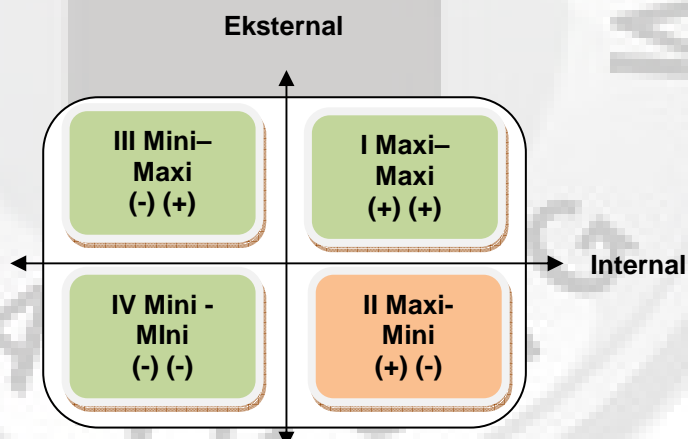 Eksternal
III Mini–
Maxi
(-) (+)
I Maxi–
Maxi
(+) (+)
Internal
IV Mini -
MIni
(-) (-)
II Maxi-
Mini
(+) (-)